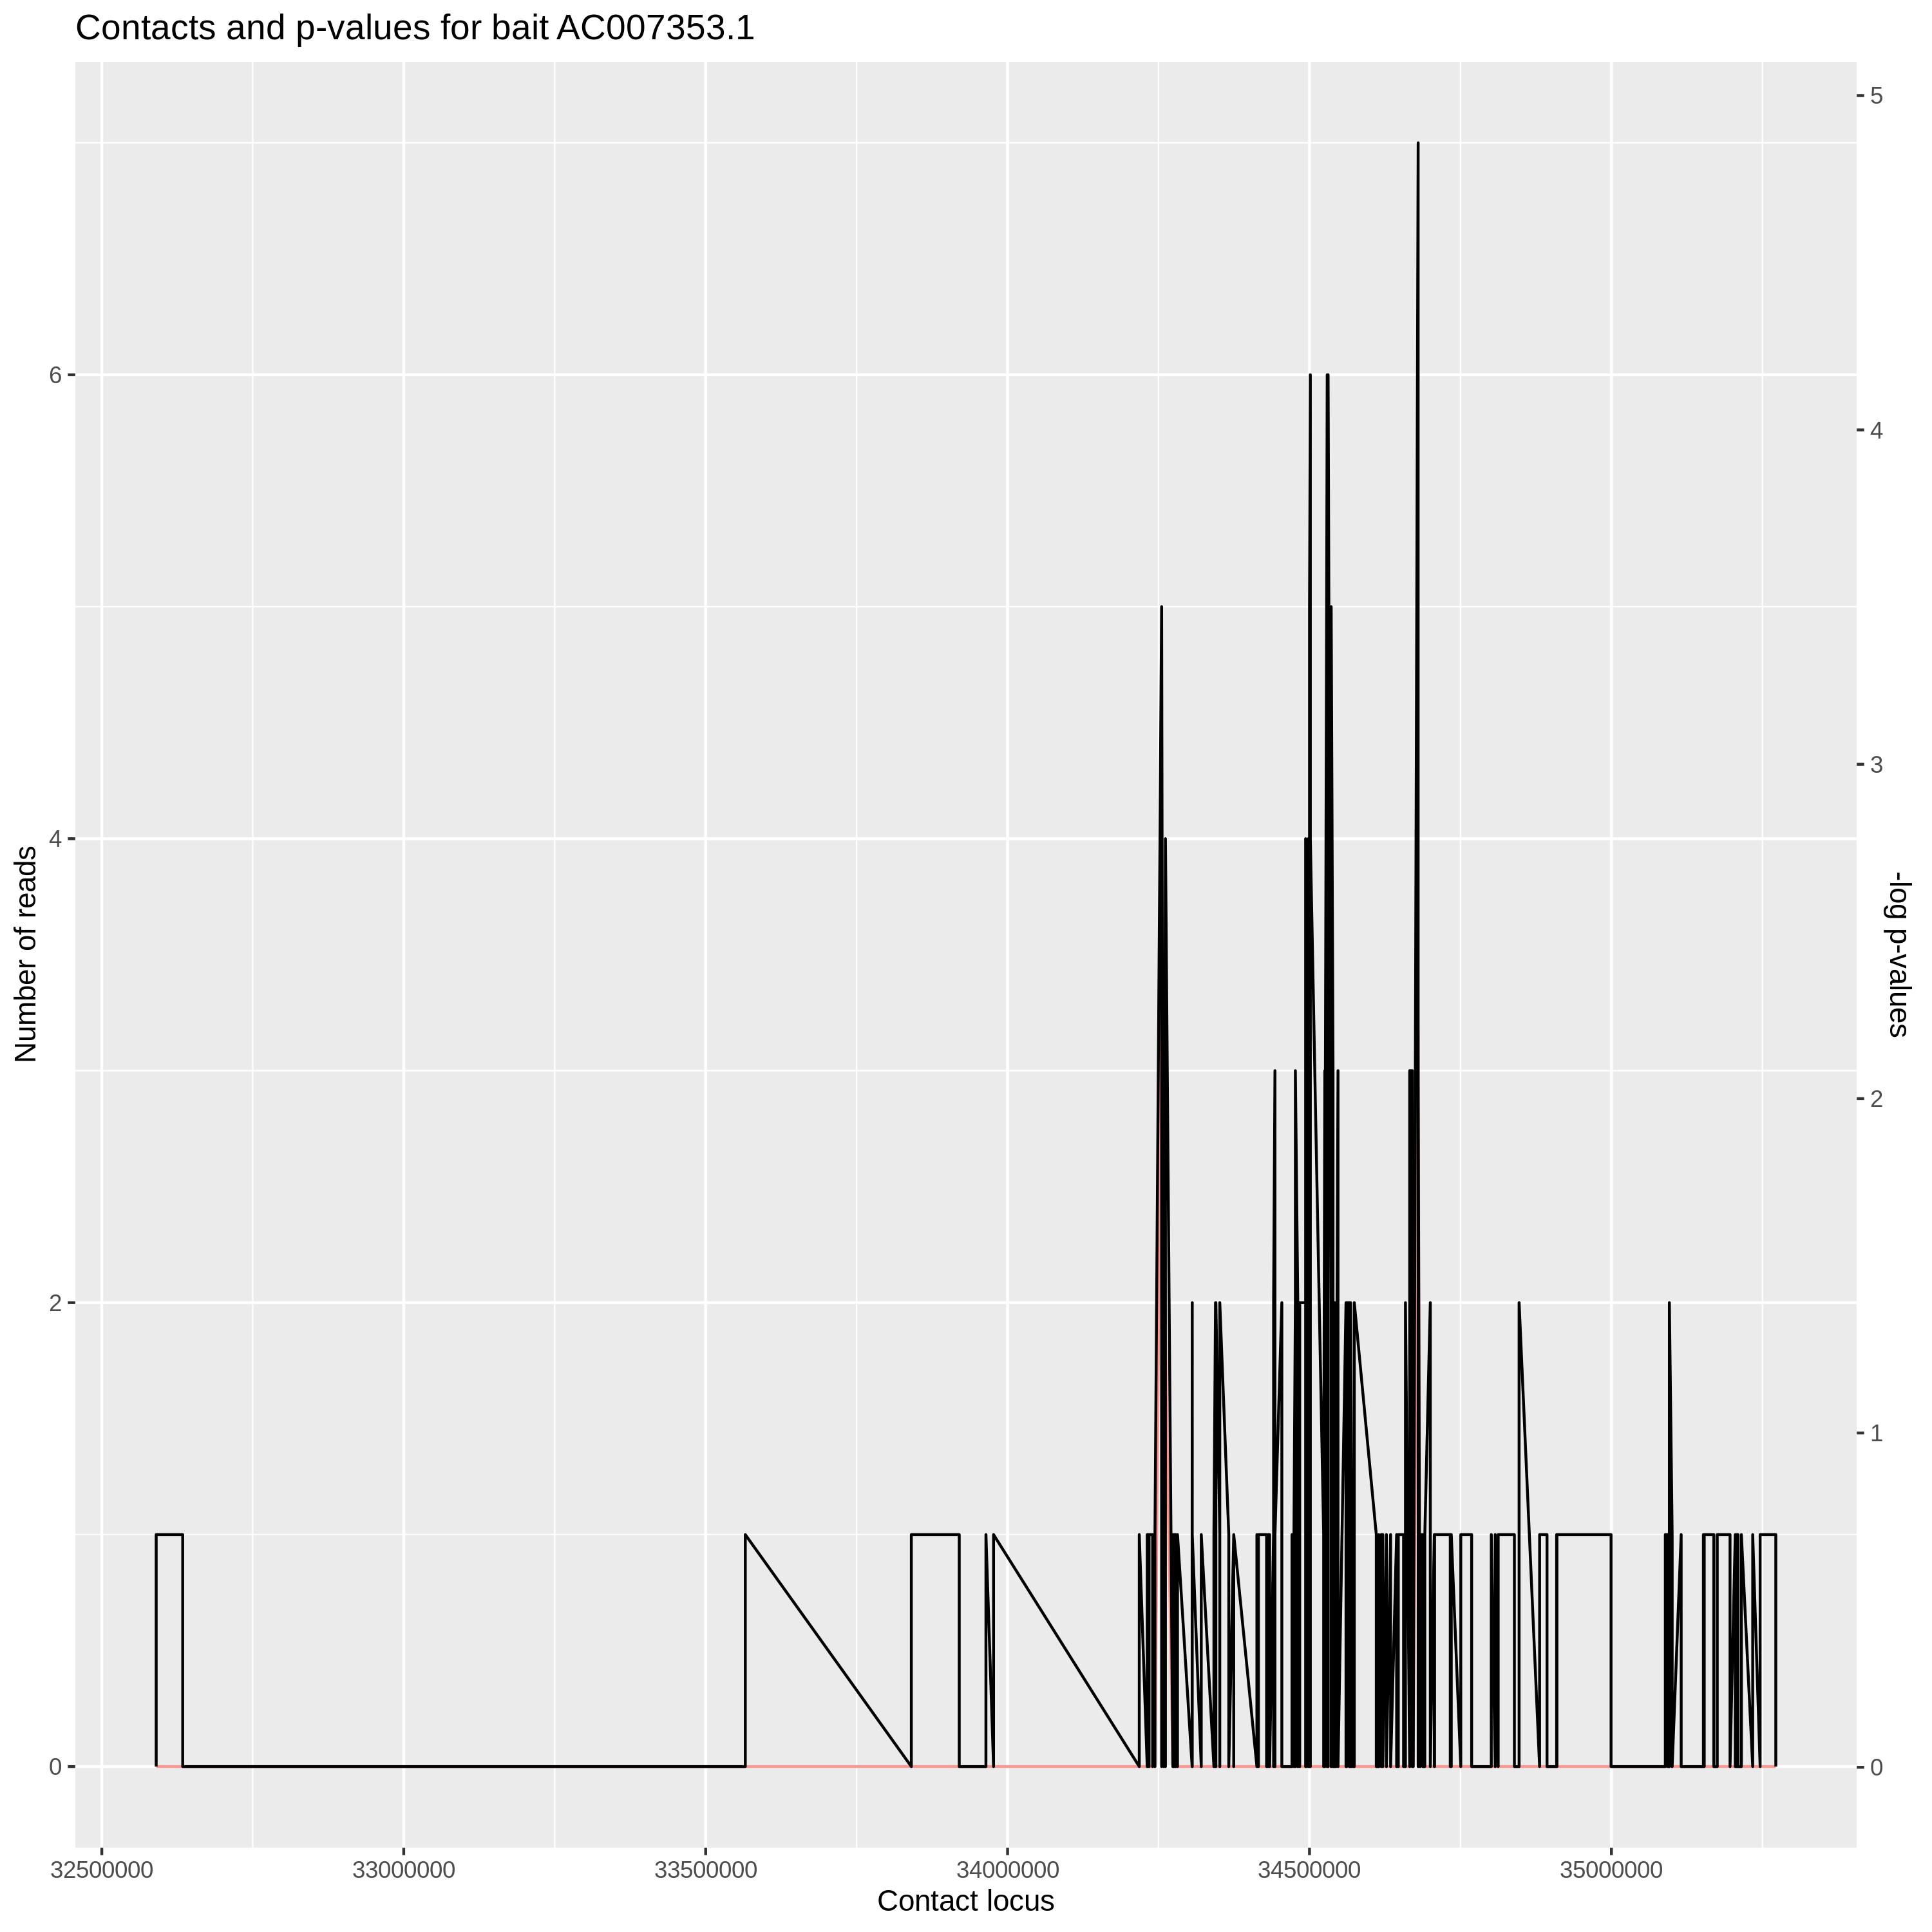 Contacts and p-values for bait AC007353.1
5
6
4
3
4
Number of reads
-log p-values
2
2
1
0
0
32500000 33000000 33500000 34000000 34500000 35000000
Contact locus